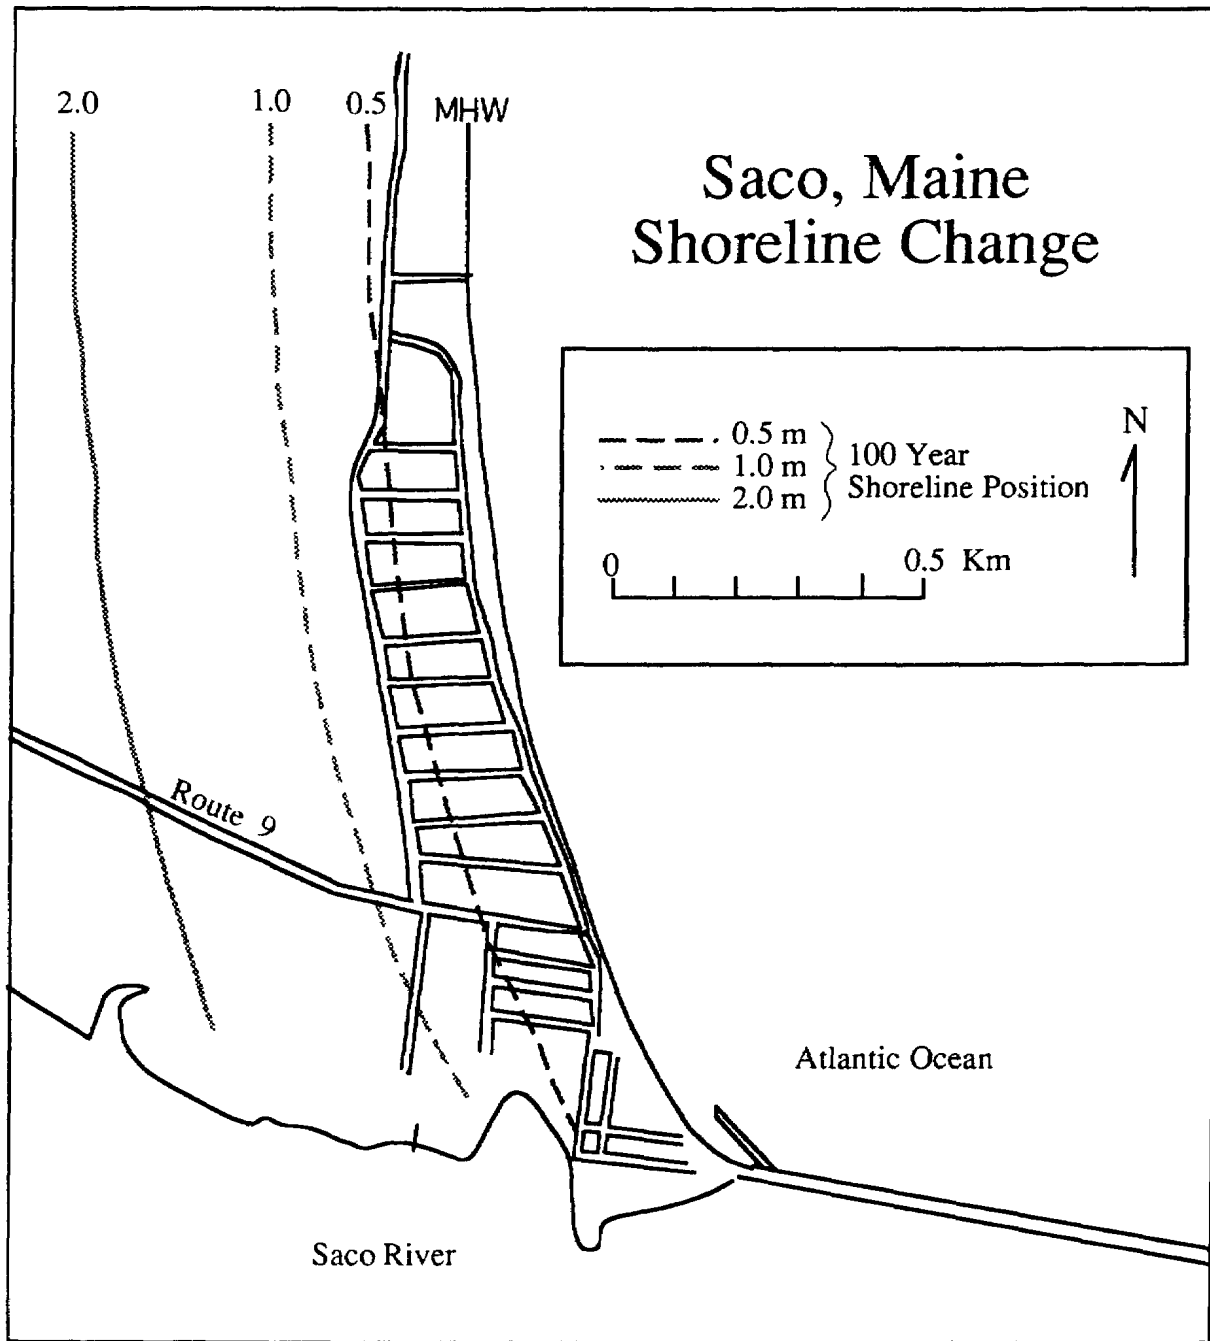 2.0 1.0 0.5 MHW
Saco, Maine
Shoreline Change
0.5 m
1.0 m
2.0 m
100 Year
Shoreline Position
N
0 0.5 Km
Route 9
Atlantic Ocean
Saco River